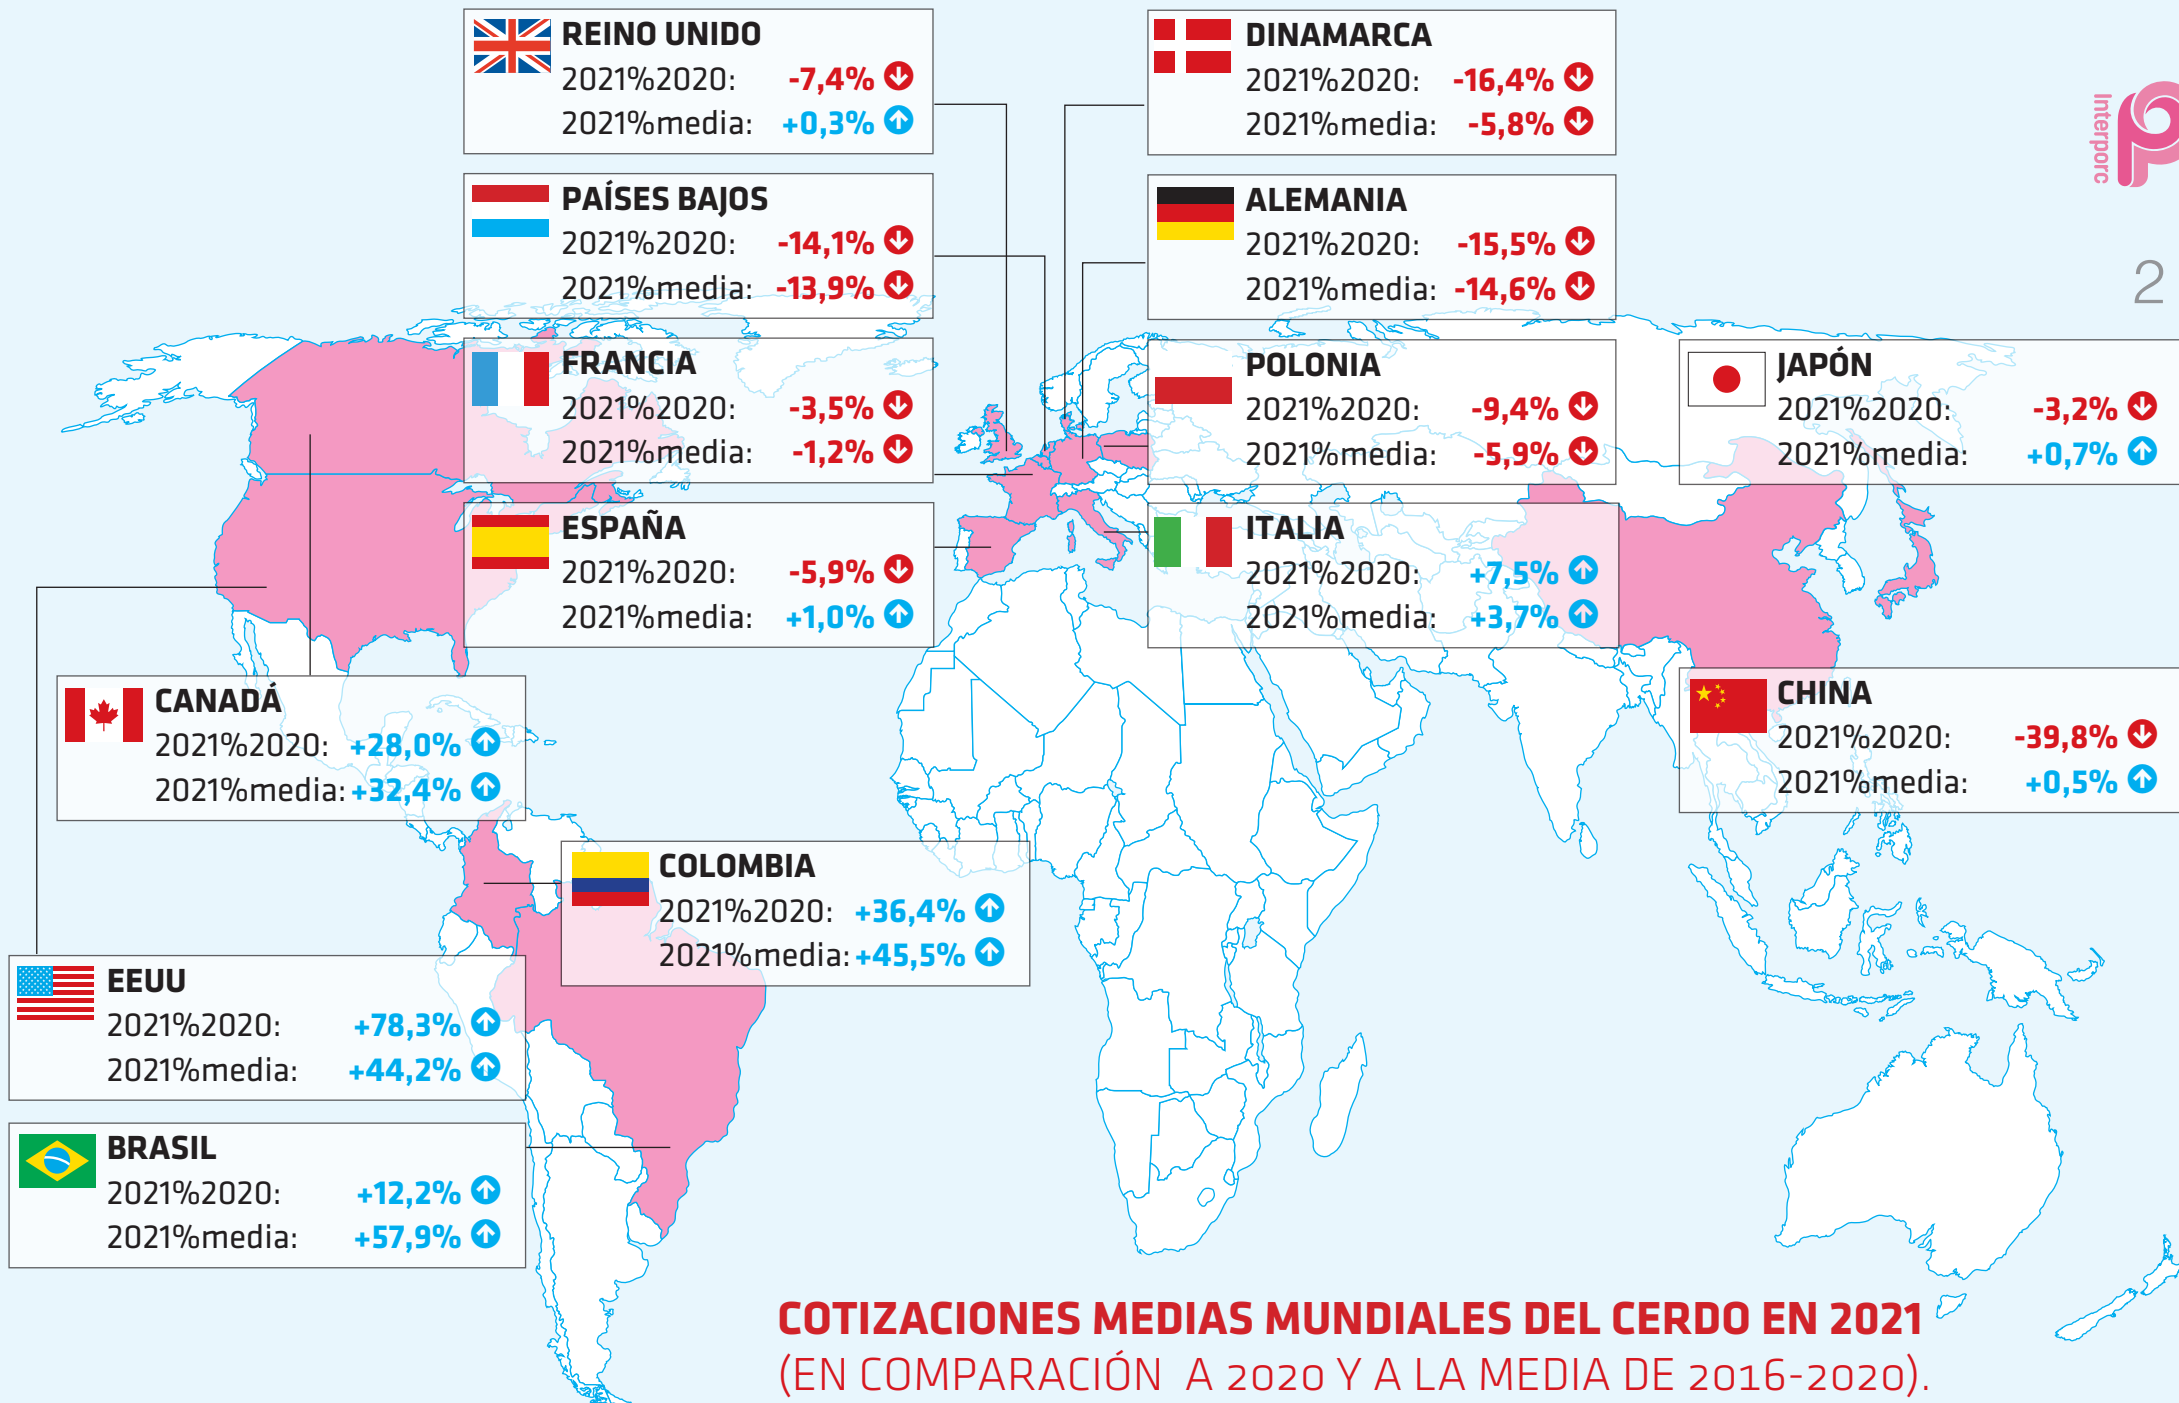 REINO UNIDO
2021%2020: -7,4%
2021%media: +0,3%
DINAMARCA
2021%2020: -16,4%
2021%media: -5,8%
Interporc
PAÍSES BAJOS
2021%2020: -14,1%
2021%media: -13,9%
ALEMANIA
2021%2020: -15,5%
2021%media: -14,6%
2
FRANCIA
2021%2020: -3,5%
2021%media: -1,2%
POLONIA
2021%2020: -9,4%
2021%media: -5,9%
JAPÓN
2021%2020: -3,2%
2021%media: +0,7%
ESPAÑA
2021%2020: -5,9%
2021%media: +1,0%
ITALIA
2021%2020: +7,5%
2021%media: +3,7%
CANADÁ
2021%2020: +28,0%
2021%media: +32,4%
CHINA
2021%2020: -39,8%
2021%media: +0,5%
COLOMBIA
2021%2020: +36,4%
2021%media: +45,5%
EEUU
2021%2020: +78,3%
2021%media: +44,2%
BRASIL
2021%2020: +12,2%
2021%media: +57,9%
COTIZACIONES MEDIAS MUNDIALES DEL CERDO EN 2021
(EN COMPARACIÓN A 2020 Y A LA MEDIA DE 2016-2020).